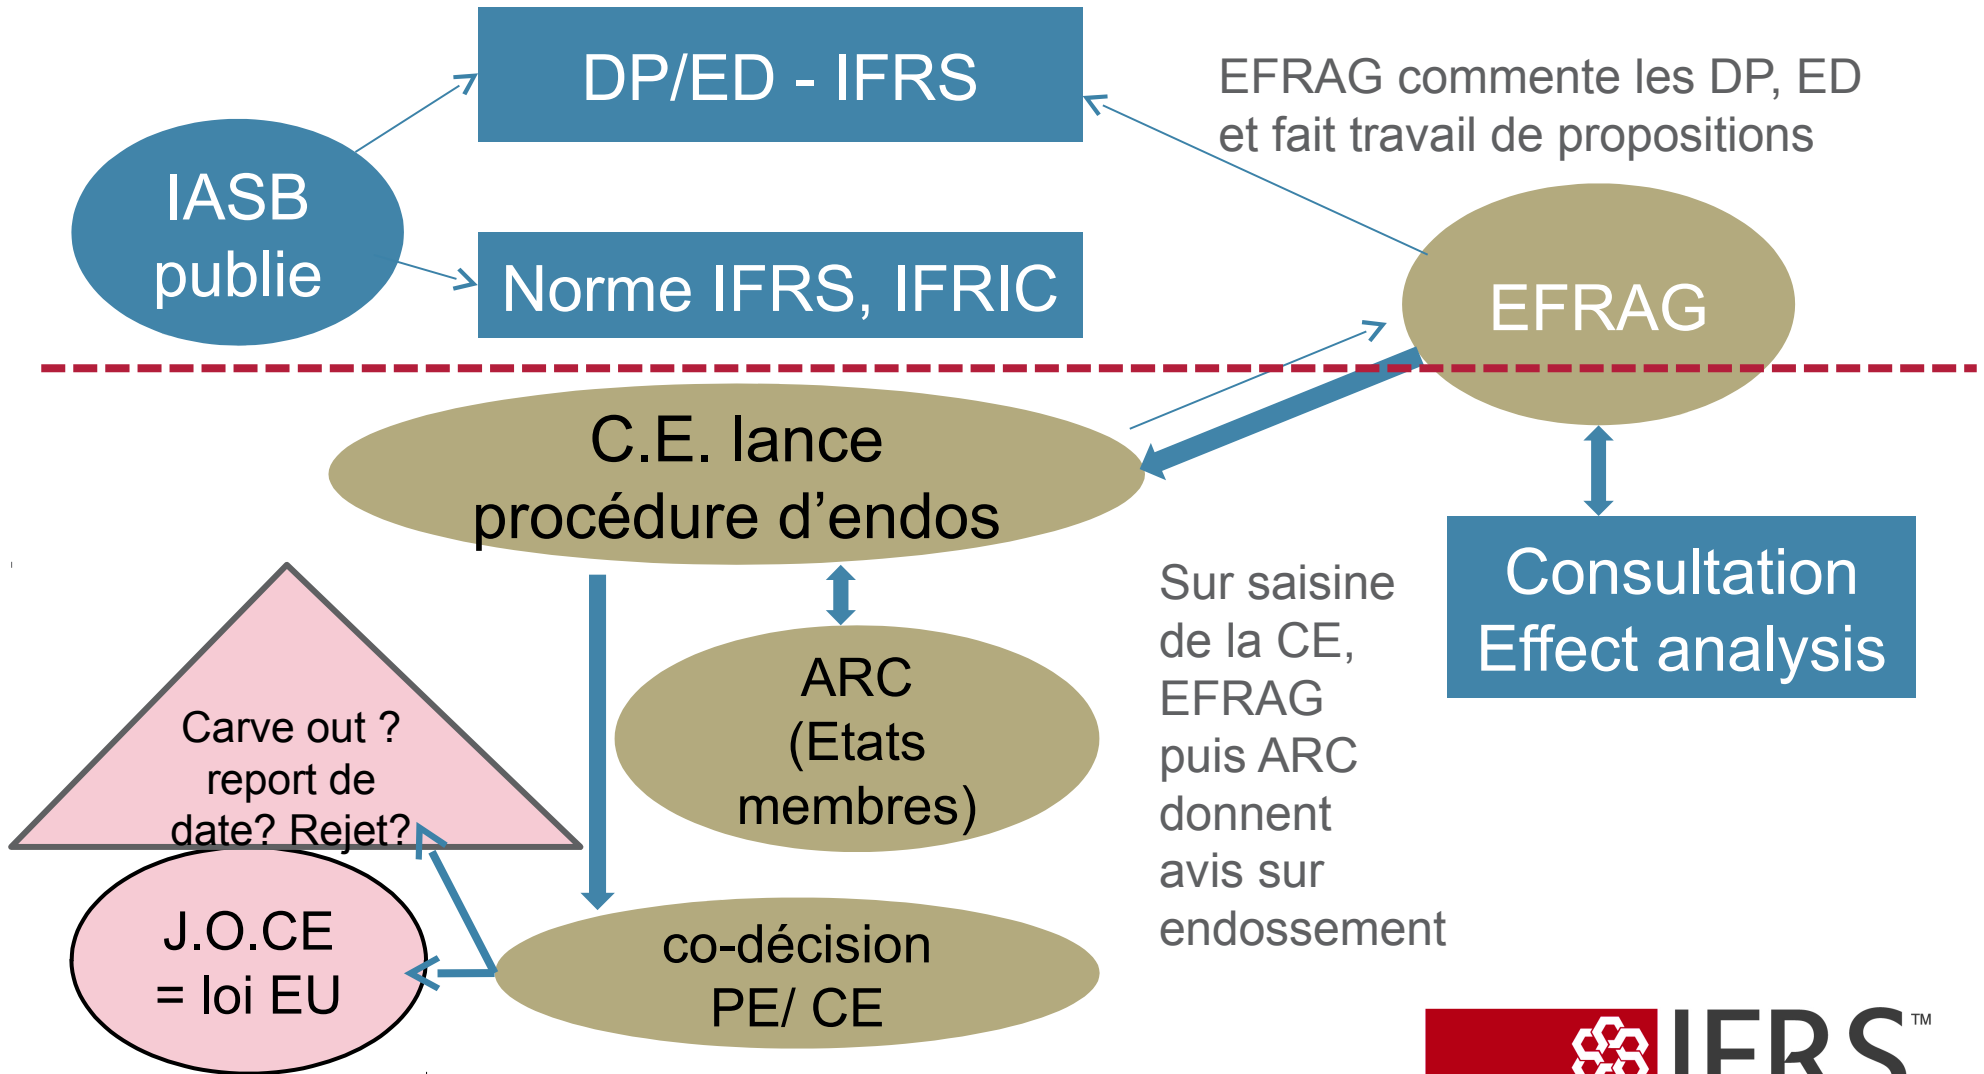 DP/ED - IFRS
EFRAG commente les DP, ED
et fait travail de propositions
IASB
publie
Norme IFRS, IFRIC
EFRAG
C.E. lance
procédure d’endos
Consultation
Effect analysis
Sur saisine
de la CE,
EFRAG
puis ARC
donnent
avis sur
endossement
ARC
(Etats
membres)
Carve out ?
report de
date? Rejet?
J.O.CE
= loi EU
co-décision
PE/ CE
IFRS™